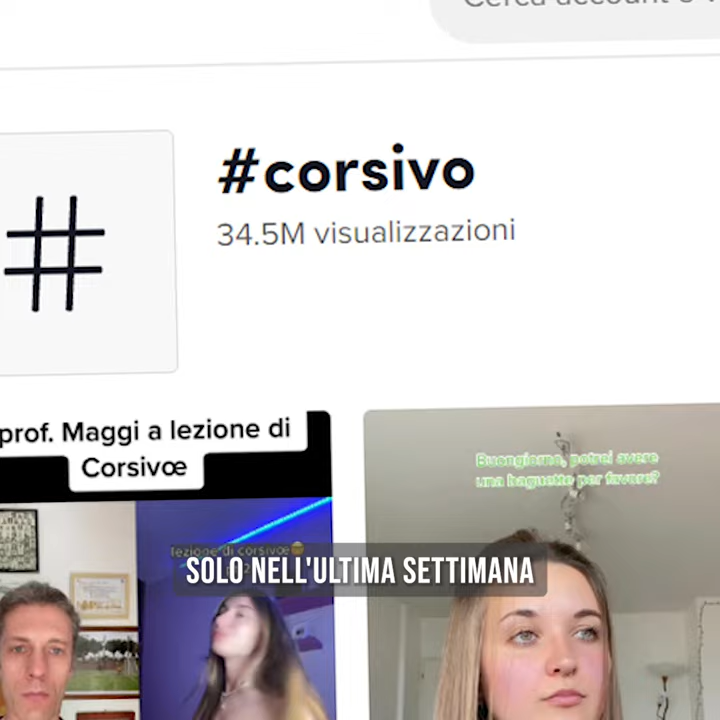 #
#corsivo
34.5M visualizzazioni
prof. Maggi a lezione di
Corsivœ
lezione di corsivœ
Buongiorno, potrei avere
una baguette per favore?
SOLO NELL'ULTIMA SETTIMANA